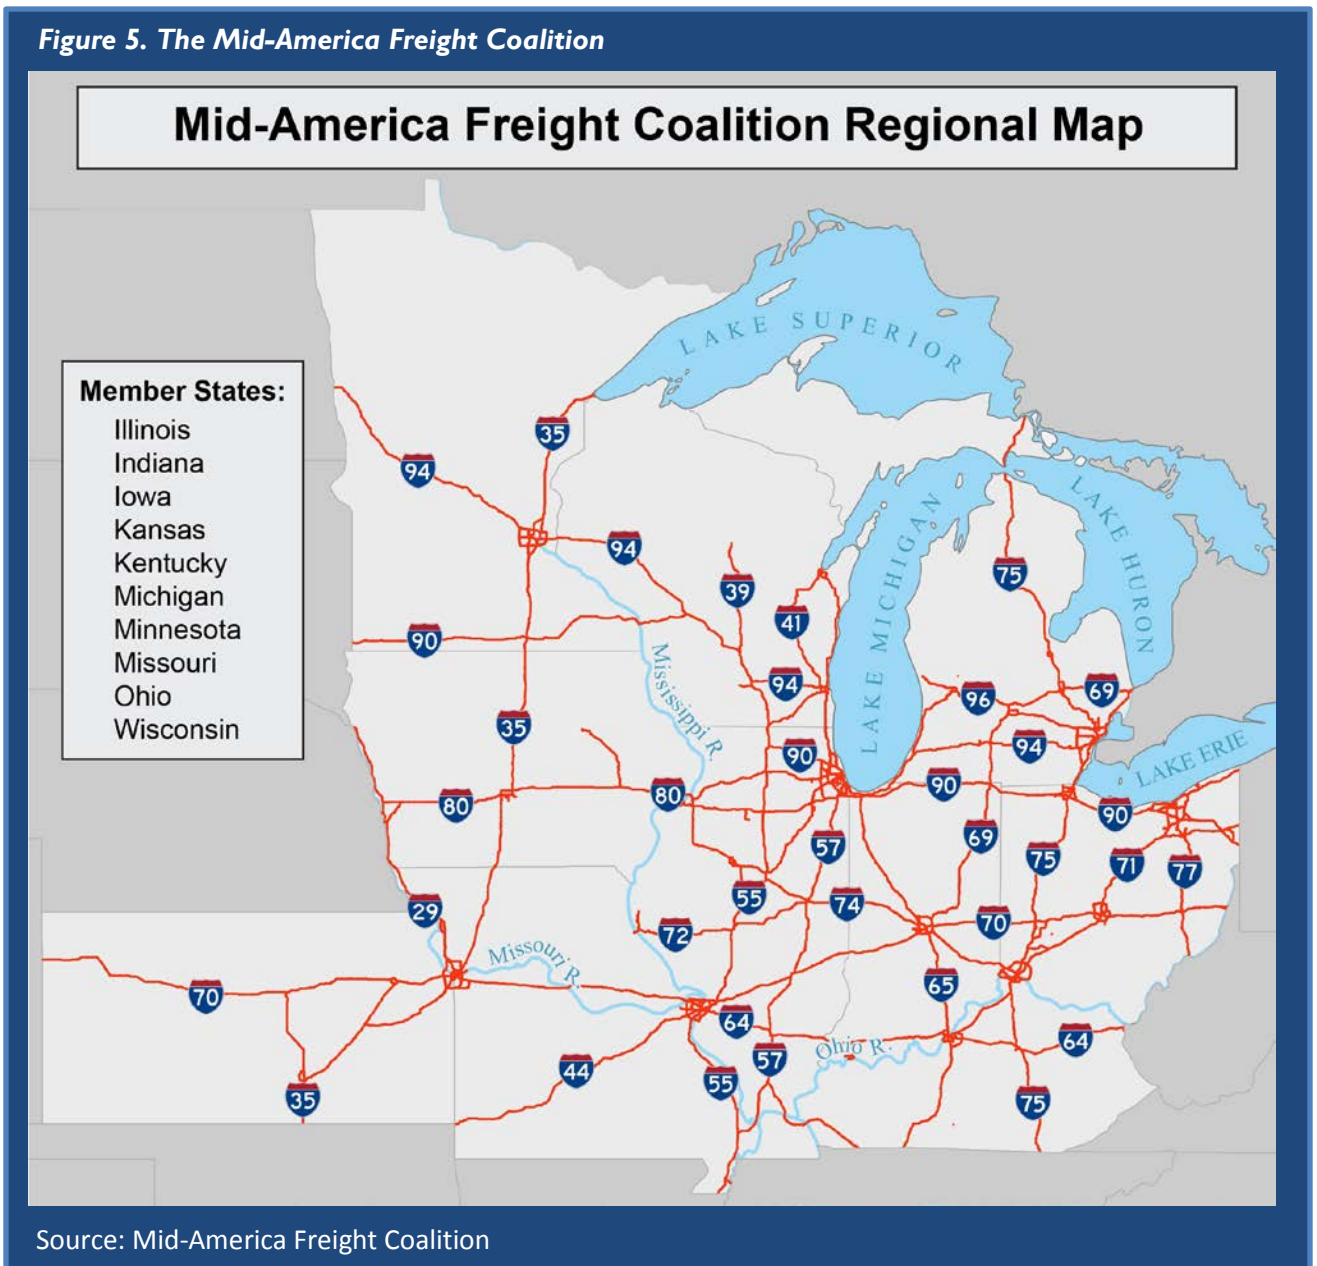 Figure 5. The Mid-America Freight Coalition
Mid-America Freight Coalition Regional Map
LAKE SUPERIOR
Member States:
Illinois
Indiana
Iowa
Kansas
Kentucky
Michigan
Minnesota
Missouri
Ohio
Wisconsin
35
94
LAKE MICHIGAN
LAKE HURON
94
75
39
41
90
Mississippi R.
94
96
69
35
90
94
LAKE ERIE
80
80
90
90
57
69
75
71
77
55
74
29
72
70
Missouri R.
70
65
64
64
Ohio R.
57
44
55
35
75
Source: Mid-America Freight Coalition